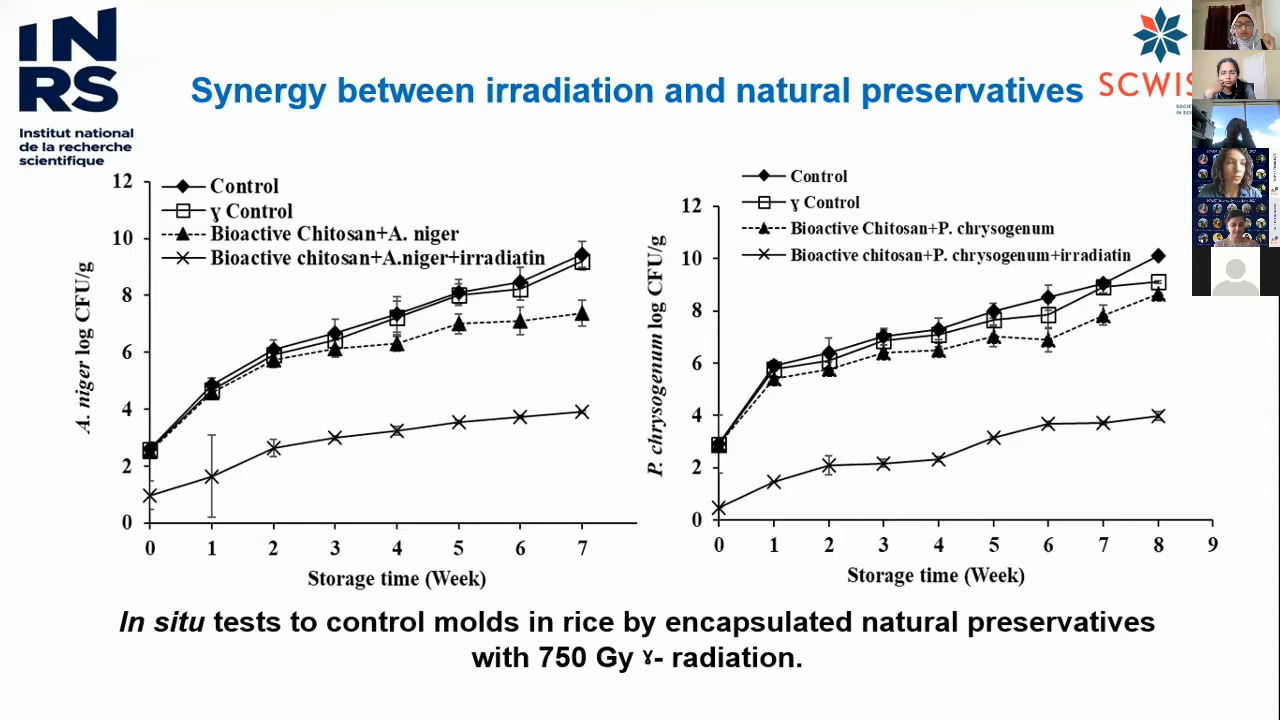 INRS
Institut national
de la recherche
scientifique
Synergy between irradiation and natural preservatives
SCWIS
12
10
8
6
4
2
0
A. niger log CFU/g
Control
ɣ Control
Bioactive Chitosan+A. niger
Bioactive chitosan+A.niger+irradiatin
0 1 2 3 4 5 6 7
Storage time (Week)
12
10
8
6
4
2
0
P. chrysogenum log CFU/g
Control
ɣ Control
Bioactive Chitosan+P. chrysogenum
Bioactive chitosan+P. chrysogenum+irradiatin
0 1 2 3 4 5 6 7 8 9
Storage time (Week)
In situ tests to control molds in rice by encapsulated natural preservatives
with 750 Gy ɣ- radiation.